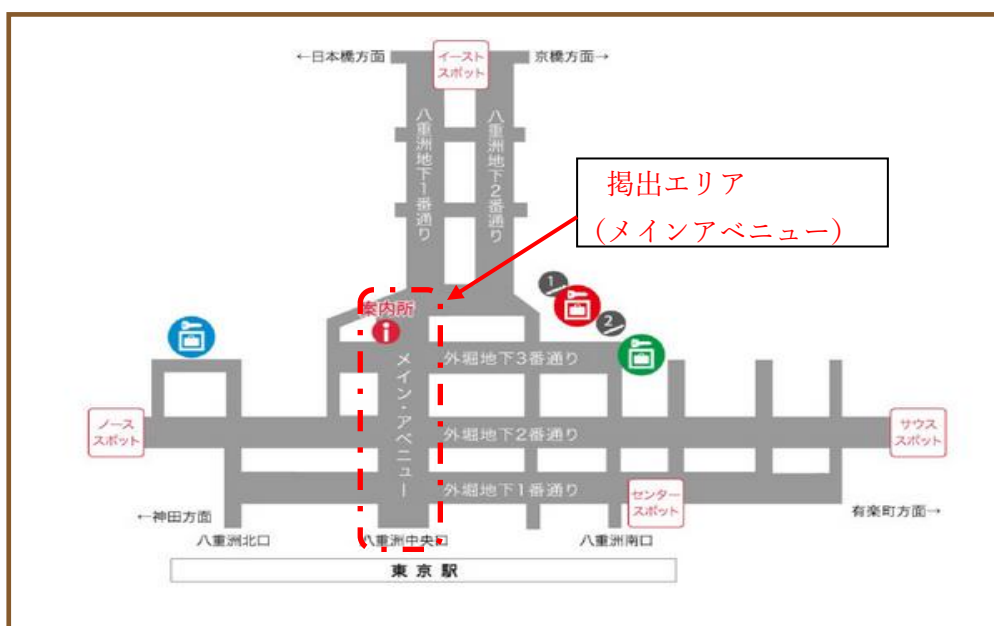 ←日本橋方面
イースト
スポット
京橋方面→
八重洲地下1番通り
八重洲地下2番通り
掲出エリア
（メインアベニュー）
1
2
案内所
i
メイン・アベニュー
外堀地下3番通り
ノース
スポット
外堀地下2番通り
サウス
スポット
外堀地下1番通り
センター
スポット
←神田方面
有楽町方面→
八重洲北口
八重洲中央口
八重洲南口
東京駅